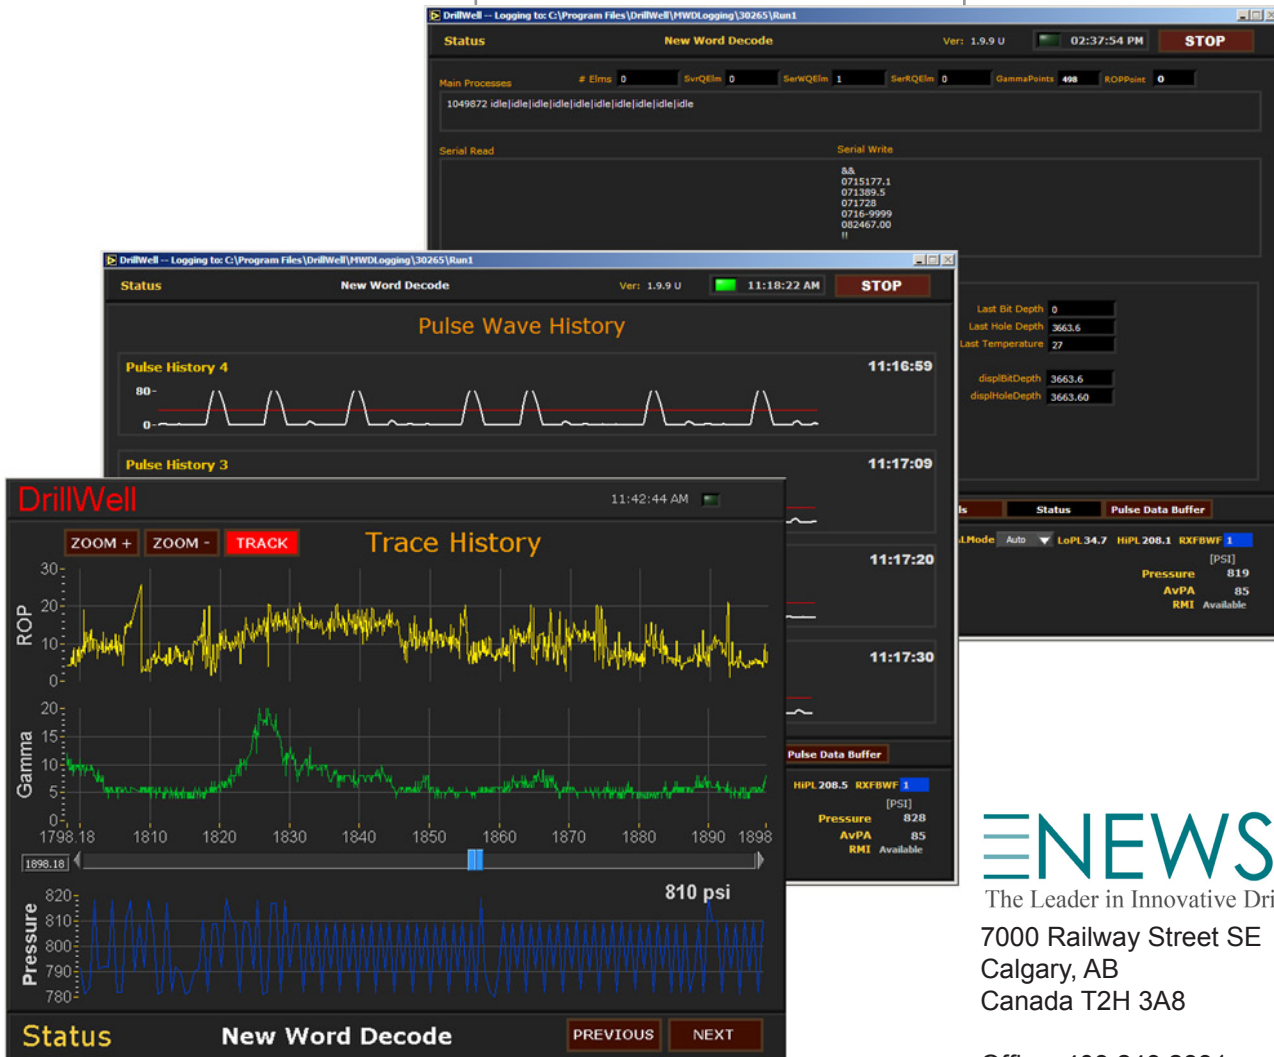 DrillWell -- Logging to: C:\Program Files\DrillWell\MWDLogging\30265\Run1
Status New Word Decode Ver: 1.9.9 U 02:37:54 PM STOP
Main Processes # Elms 0 SvrQElm 0 SerWQElm 1 SerRQElm 0 GammaPoints 498 ROPPoint 0
1049872 idle|idle|idle|idle|idle|idle|idle|idle|idle|idle
Serial Read Serial Write
&&
0715177.1
071389.5
071728
0716-9999
082467.00
!!
Last Bit Depth 0
Last Hole Depth 3663.6
Last Temperature 27
displBitDepth 3663.6
displHoleDepth 3663.60
ls Status Pulse Data Buffer
Mode Auto LoPL 34.7 HiPL 208.1 RXFBWF 1
[PSI]
Pressure 819
AvPA 85
RMI Available
DrillWell -- Logging to: C:\Program Files\DrillWell\MWDLogging\30265\Run1
Status New Word Decode Ver: 1.9.9 U 11:18:22 AM STOP
Pulse Wave History
Pulse History 4 11:16:59
80
0
Pulse History 3 11:17:09
11:17:20
11:17:30
Pulse Data Buffer
HiPL 208.5 RXFBWF 1
[PSI]
Pressure 828
AvPA 85
RMI Available
DrillWell 11:42:44 AM
ZOOM + ZOOM - TRACK Trace History
ROP
30
20
10
0
Gamma
20
15
10
5
0
1798.18 1810 1820 1830 1840 1850 1860 1870 1880 1890 1898
1898.18
810 psi
Pressure
820
810
800
790
780
Status New Word Decode PREVIOUS NEXT
ENEWS
The Leader in Innovative Dri
7000 Railway Street SE
Calgary, AB
Canada T2H 3A8